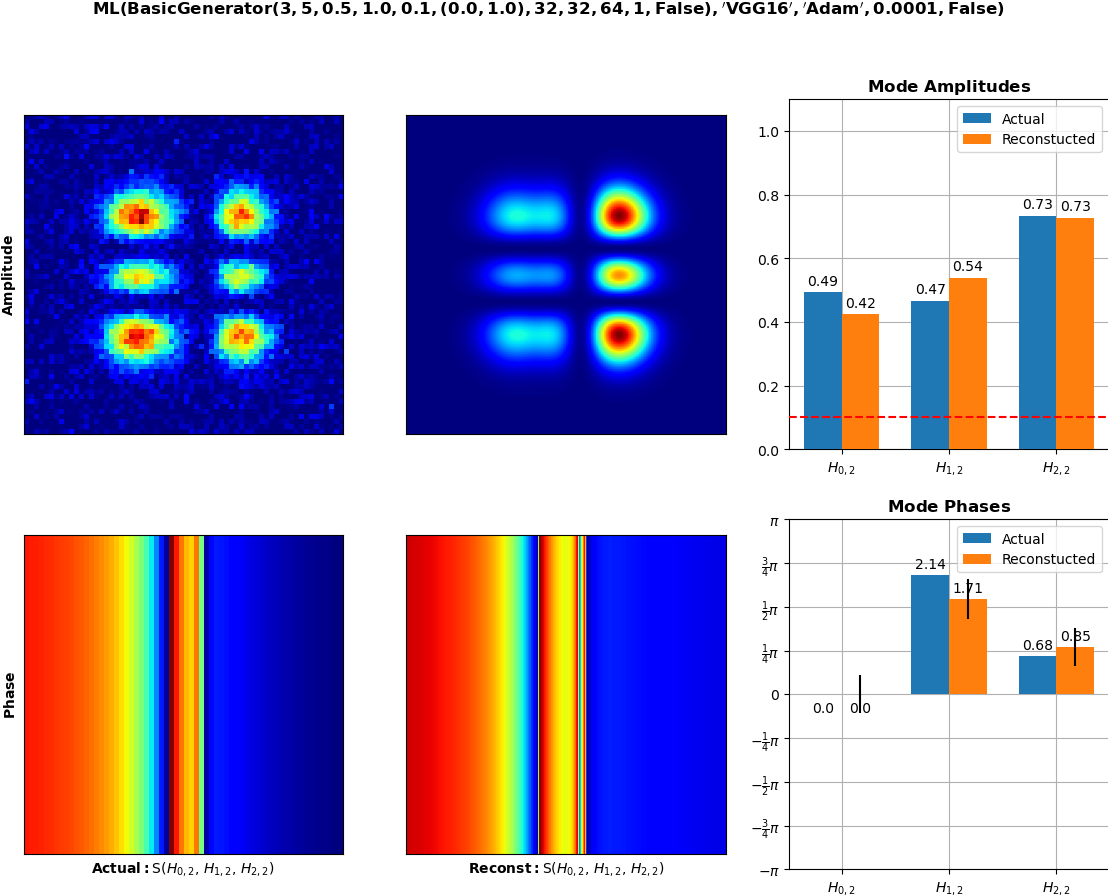 ML(BasicGenerator(3, 5, 0.5, 1.0, 0.1, (0.0, 1.0), 32, 32, 64, 1, False), ′VGG16′, ′Adam′, 0.0001, False)
Amplitude
Mode Amplitudes
Actual
Reconstucted
1.0
0.8
0.6
0.4
0.2
0.0
0.49
0.42
0.47
0.54
0.73
0.73
H0, 2
H1, 2
H2, 2
Phase
Actual: S(H0, 2, H1, 2, H2, 2)
Reconst: S(H0, 2, H1, 2, H2, 2)
Mode Phases
Actual
Reconstucted
π
3/4π
1/2π
1/4π
0
−1/4π
−1/2π
−3/4π
−π
0.0
0.0
2.14
1.71
0.68
0.85
H0, 2
H1, 2
H2, 2